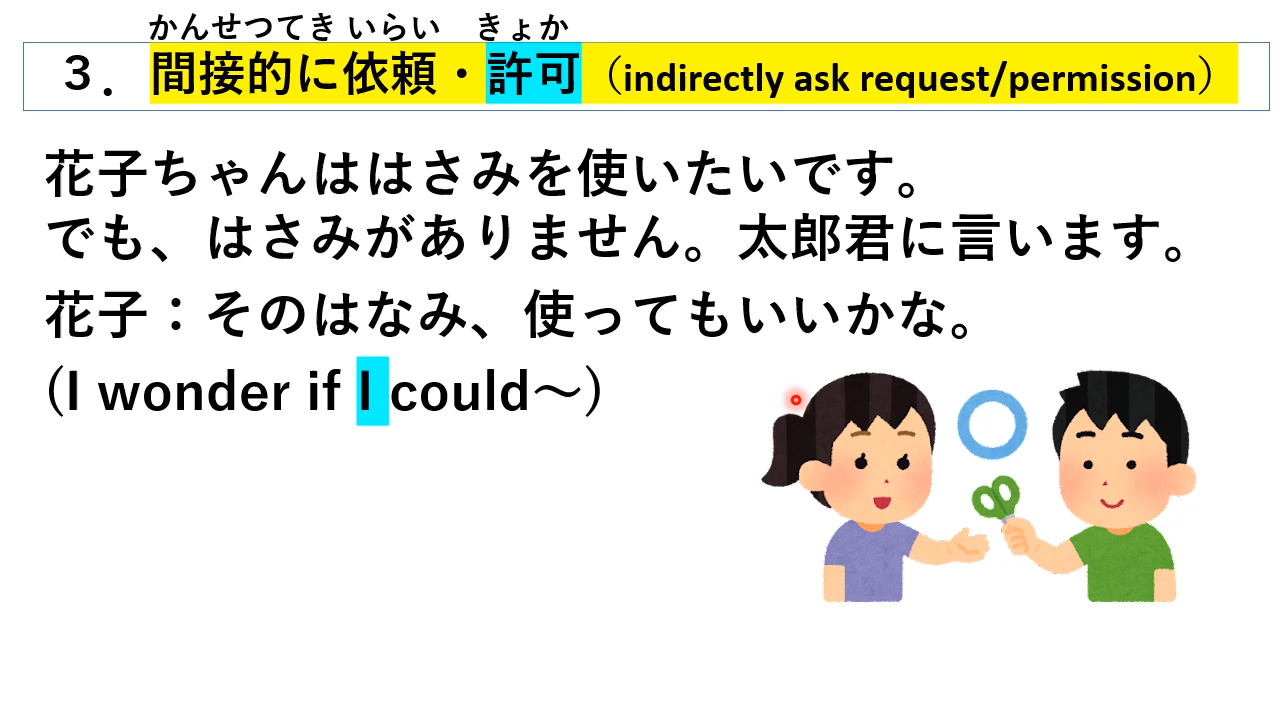 かんせつてき いらい きょか
３．間接的に依頼・許可（indirectly ask request/permission）
花子ちゃんははさみを使いたいです。
でも、はさみがありません。太郎君に言います。
花子：そのはなみ、使ってもいいかな。
(I wonder if I could～)